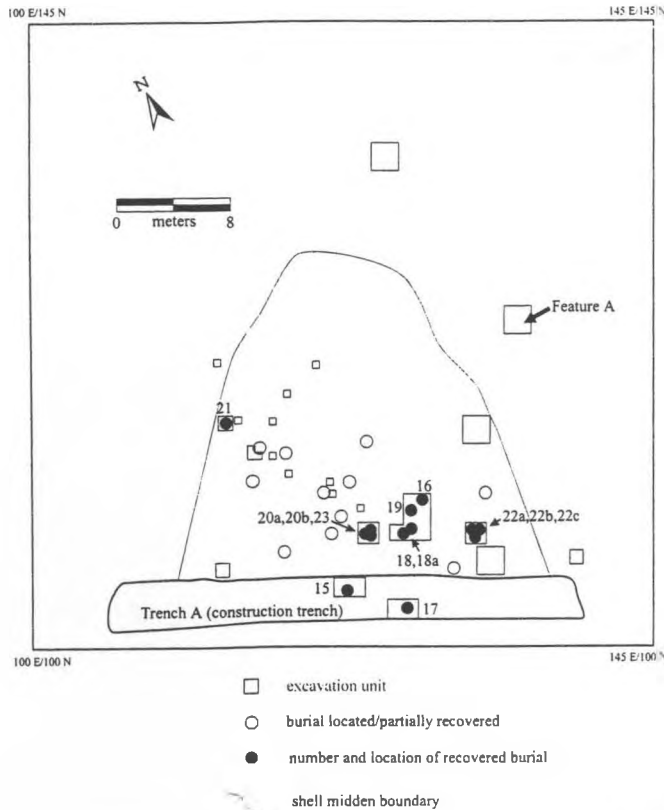 100 E/145 N
145 E/145 N
N
0 meters 8
Feature A
21
16
19
20a,20b,23
22a,22b,22c
18,18a
15
17
Trench A (construction trench)
100 E/100 N
145 E/100 N
excavation unit
burial located/partially recovered
number and location of recovered burial
shell midden boundary